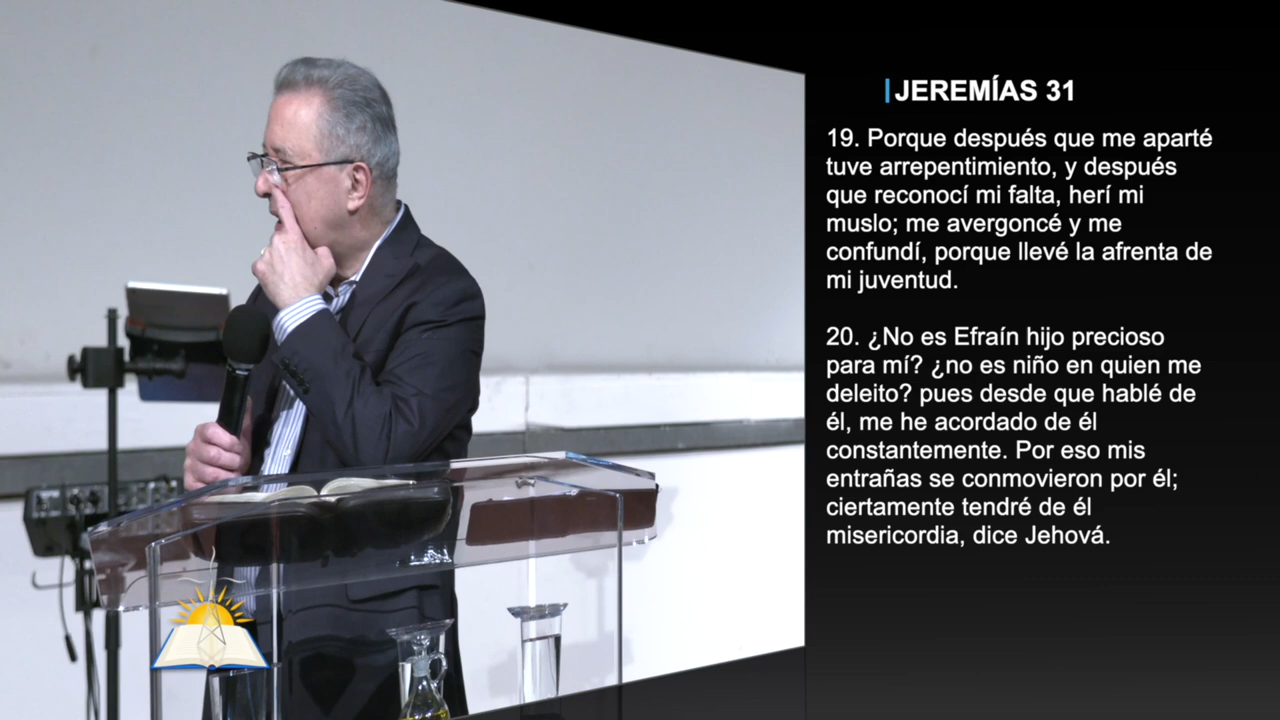 JEREMÍAS 31
19. Porque después que me aparté
tuve arrepentimiento, y después
que reconocí mi falta, herí mi
muslo; me avergoncé y me
confundí, porque llevé la afrenta de
mi juventud.
20. ¿No es Efraín hijo precioso
para mí? ¿no es niño en quien me
deleito? pues desde que hablé de
él, me he acordado de él
constantemente. Por eso mis
entrañas se conmovieron por él;
ciertamente tendré de él
misericordia, dice Jehová.